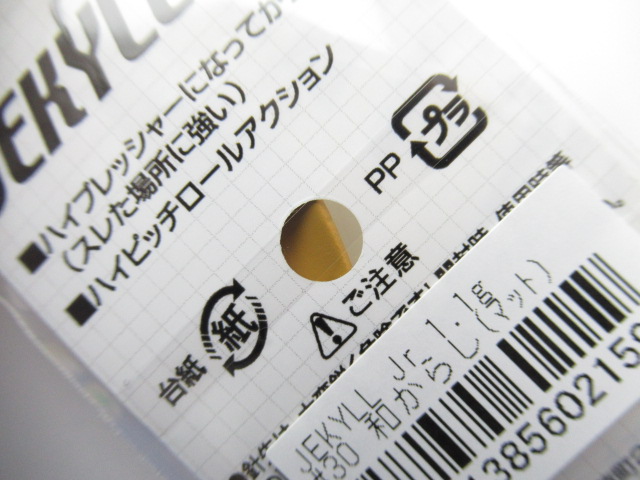 JEKYLL
■ハイプレッシャーになってか
(スレた場所に強い)
■ハイピッチロールアクション
PP プラ
台紙 紙
ご注意
JEKYLL Jr. 1.1g
#30 和からし(マット)